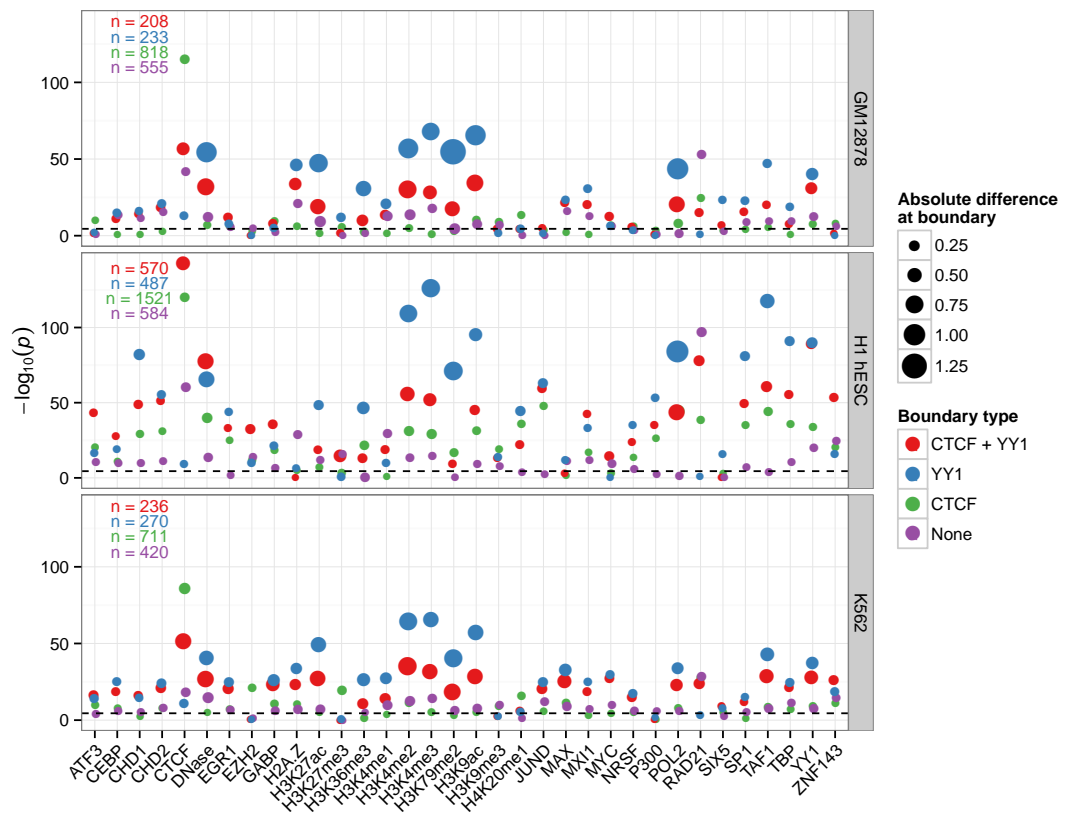 n = 208
n = 233
n = 818
n = 555
100
50
0
GM12878
n = 570
n = 487
n = 1521
n = 584
100
50
0
H1 hESC
n = 236
n = 270
n = 711
n = 420
100
50
0
K562
−log10(p)
ATF3
CEBP
CHD1
CHD2
CTCF
DNase
EGR1
EZH2
GABP
H2A.Z
H3K27ac
H3K27me3
H3K36me3
H3K4me1
H3K4me2
H3K4me3
H3K79me2
H3K9ac
H3K9me3
H4K20me1
JUND
MAX
MXI1
MYC
NRSF
P300
POL2
RAD21
SIX5
SP1
TAF1
TBP
YY1
ZNF143
Absolute difference
at boundary
0.25
0.50
0.75
1.00
1.25
Boundary type
CTCF + YY1
YY1
CTCF
None